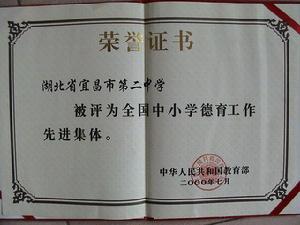 荣誉证书
湖北省宜昌市第二中学
被评为全国中小学德育工作
先进集体。
中华人民共和国教育部
二〇〇〇年七月